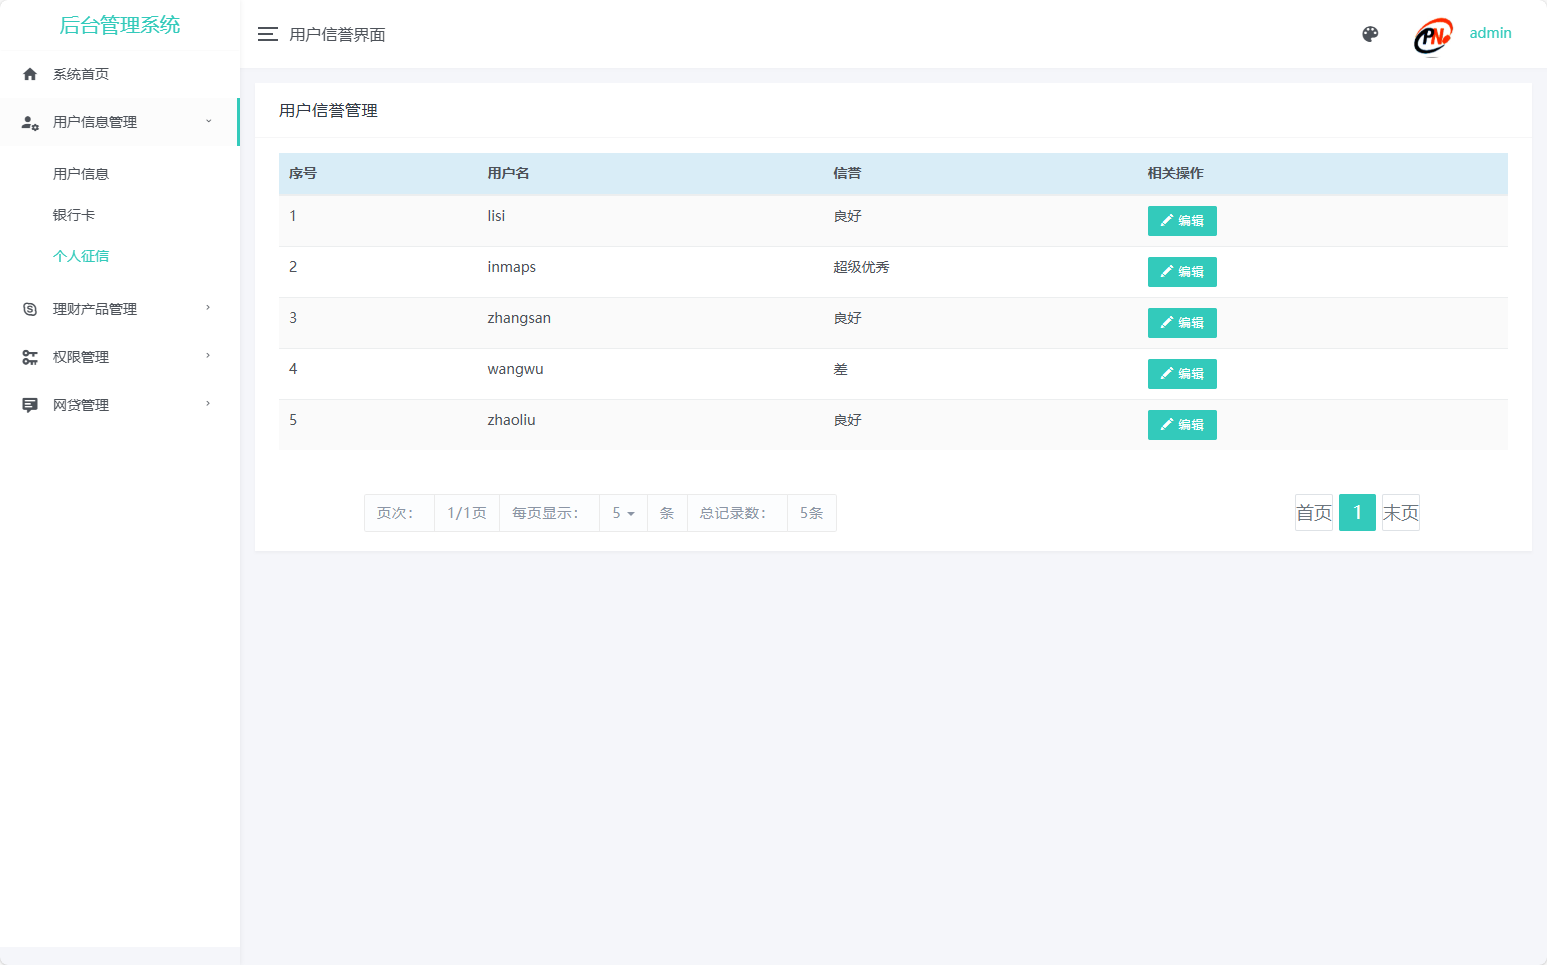 后台管理系统
系统首页
用户信息管理
用户信息
银行卡
个人征信
理财产品管理
权限管理
网贷管理
用户信誉界面
PN
admin
用户信誉管理
序号 用户名 信誉 相关操作
1 lisi 良好 编辑
2 inmaps 超级优秀 编辑
3 zhangsan 良好 编辑
4 wangwu 差 编辑
5 zhaoliu 良好 编辑
页次: 1/1页 每页显示: 5 条 总记录数: 5条
首页 1 末页